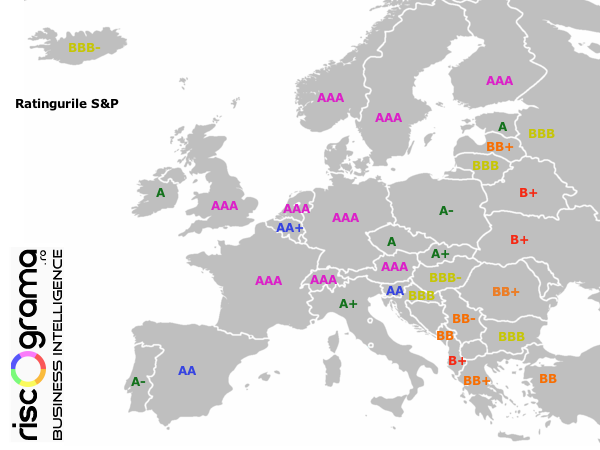 BBB-
Ratingurile S&P
AAA
AAA
AAA
A
BBB
BB+
BBB
A
AAA
AAA
AA+
AAA
A-
B+
B+
A
A+
AAA
AAA
AAA
BBB-
A+
AA
BBB
BB+
BB-
BB
BBB
B+
A-
AA
BB+
BB
riscograma.ro
BUSINESS INTELLIGENCE